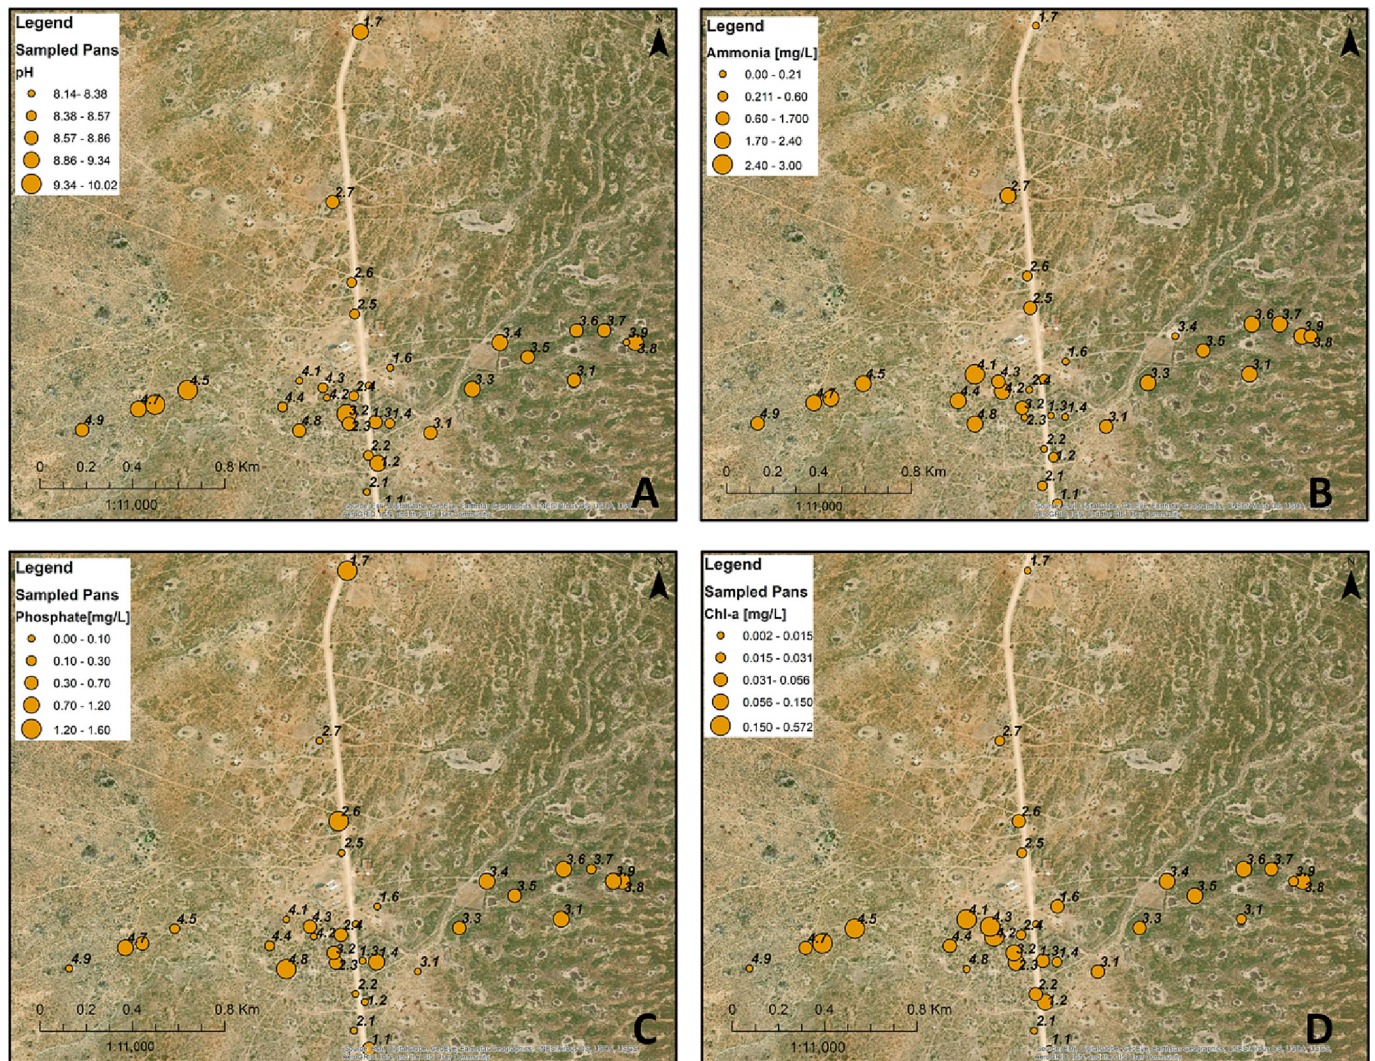 Legend
Sampled Pans
pH
8.14- 8.38
8.38 - 8.57
8.57 - 8.86
8.86 - 9.34
9.34 - 10.02
N
1.7
2.7
2.6
2.5
3.6 3.7
3.4
3.9
3.8
3.5
1.6
4.1
4.3
4.2
2.4
3.1
4.5
3.3
4.4
4.7
4.9
4.8
3.2
2.3
1.3 1.4
3.1
2.2
1.2
2.1
1.1
0 0.2 0.4 0.8 Km
1:11,000
A
Legend
Ammonia [mg/L]
0.00 - 0.21
0.211 - 0.60
0.60 - 1.700
1.70 - 2.40
2.40 - 3.00
N
1.7
2.7
2.6
2.5
3.6 3.7
3.4
3.9
3.8
3.5
1.6
4.1
4.3
4.2
2.4
3.1
4.5
3.3
4.4
4.7
4.9
4.8
3.2
2.3
1.3 1.4
3.1
2.2
1.2
2.1
1.1
0 0.2 0.4 0.8 Km
1:11,000
B
Legend
Sampled Pans
Phosphate[mg/L]
0.00 - 0.10
0.10 - 0.30
0.30 - 0.70
0.70 - 1.20
1.20 - 1.60
N
1.7
2.7
2.6
2.5
3.6 3.7
3.4
3.9
3.8
3.5
1.6
4.1
4.3
4.2
2.4
3.1
4.5
3.3
4.4
4.7
4.9
4.8
3.2
2.3
1.3 1.4
3.1
2.2
1.2
2.1
1.1
0 0.2 0.4 0.8 Km
1:11,000
C
Legend
Sampled Pans
Chl-a [mg/L]
0.002 - 0.015
0.015 - 0.031
0.031- 0.056
0.056 - 0.150
0.150 - 0.572
N
1.7
2.7
2.6
2.5
3.6 3.7
3.4
3.9
3.8
3.5
1.6
4.1
4.3
4.2
2.4
3.1
4.5
3.3
4.4
4.7
4.9
4.8
3.2
2.3
1.3 1.4
3.1
2.2
1.2
2.1
0 0.2 0.4 0.8 Km
1:11,000
D